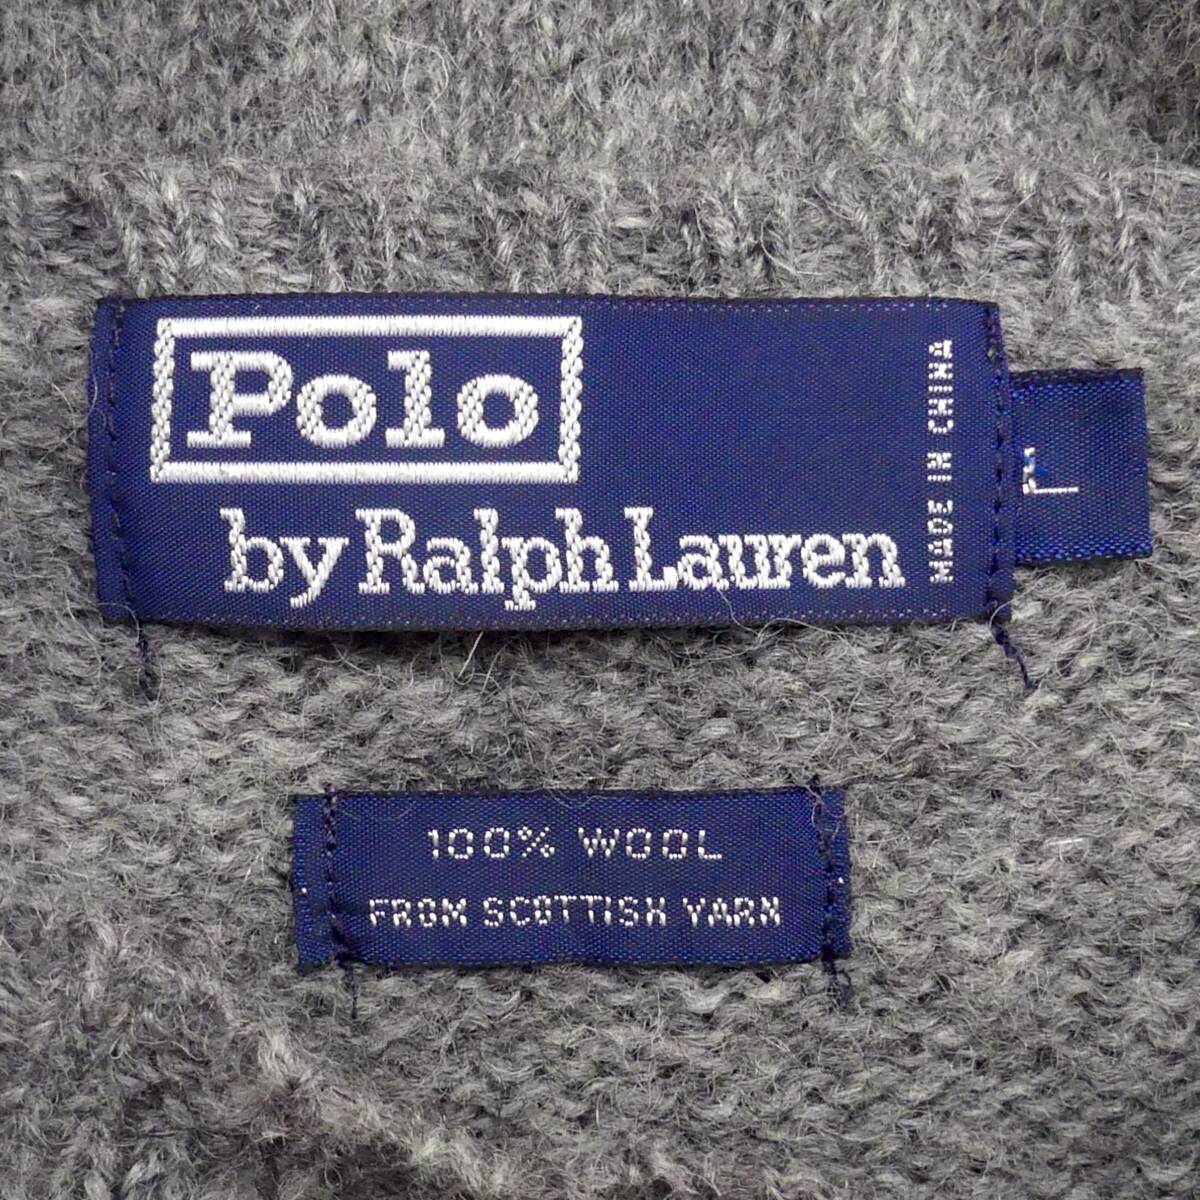 Polo
by Ralph Lauren
MADE IN CHINA
L
100% WOOL
FROM SCOTTISH YARN